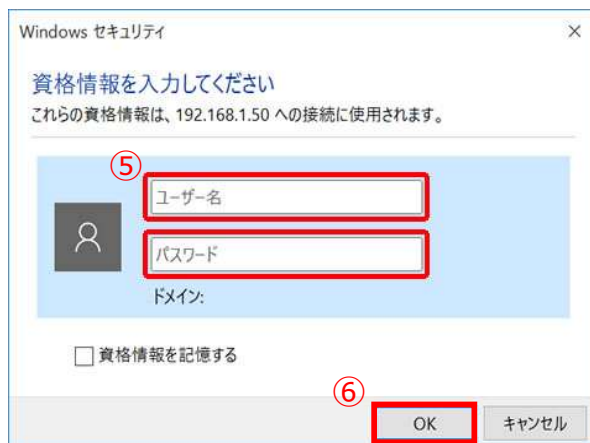 Windows セキュリティ
資格情報を入力してください
これらの資格情報は、192.168.1.50 への接続に使用されます。
⑤
ユーザー名
パスワード
ドメイン:
資格情報を記憶する
⑥
OK キャンセル